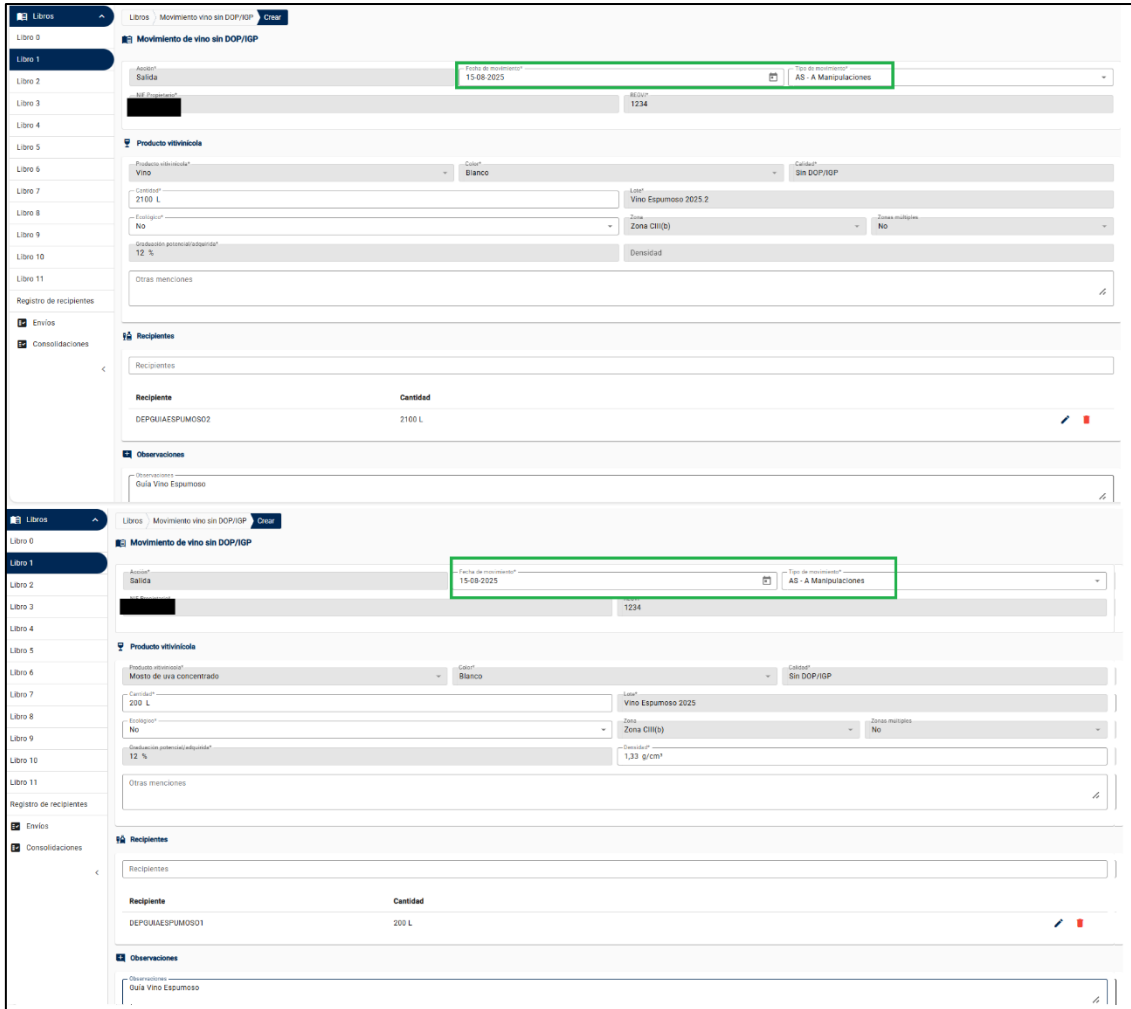 Libros
Libro 0
Libro 1
Libro 2
Libro 3
Libro 4
Libro 5
Libro 6
Libro 7
Libro 8
Libro 9
Libro 10
Libro 11
Registro de recipientes
Envíos
Consolidaciones
Libros Movimiento vino sin DOP/IGP Crear
Movimiento de vino sin DOP/IGP
Acción* Fecha de movimiento* Tipo de movimiento*
Salida 15-08-2025 AS - A Manipulaciones
NIF Propietario* REOVI*
1234
Producto vitivinícola
Producto vitivinícola* Color* Calidad*
Vino Blanco Sin DOP/IGP
Cantidad* Lote*
2100 L Vino Espumoso 2025.2
Ecológico* Zona Zonas múltiples
No Zona CIII(b) No
Graduación potencial/adquirida*
12 % Densidad
Otras menciones
Recipientes
Recipientes
Recipiente Cantidad
DEPGUIAESPUMOS02 2100 L
Observaciones
Observaciones
Guía Vino Espumoso
Libros
Libro 0
Libro 1
Libro 2
Libro 3
Libro 4
Libro 5
Libro 6
Libro 7
Libro 8
Libro 9
Libro 10
Libro 11
Registro de recipientes
Envíos
Consolidaciones
Libros Movimiento vino sin DOP/IGP Crear
Movimiento de vino sin DOP/IGP
Acción* Fecha de movimiento* Tipo de movimiento*
Salida 15-08-2025 AS - A Manipulaciones
1234
Producto vitivinícola
Producto vitivinícola* Color* Calidad*
Mosto de uva concentrado Blanco Sin DOP/IGP
Cantidad* Lote*
200 L Vino Espumoso 2025
Ecológico* Zona Zonas múltiples
No Zona CIII(b) No
Graduación potencial/adquirida* Densidad*
12 % 1,33 g/cm³
Otras menciones
Recipientes
Recipientes
Recipiente Cantidad
DEPGUIAESPUMOSO1 200 L
Observaciones
Observaciones
Guía Vino Espumoso